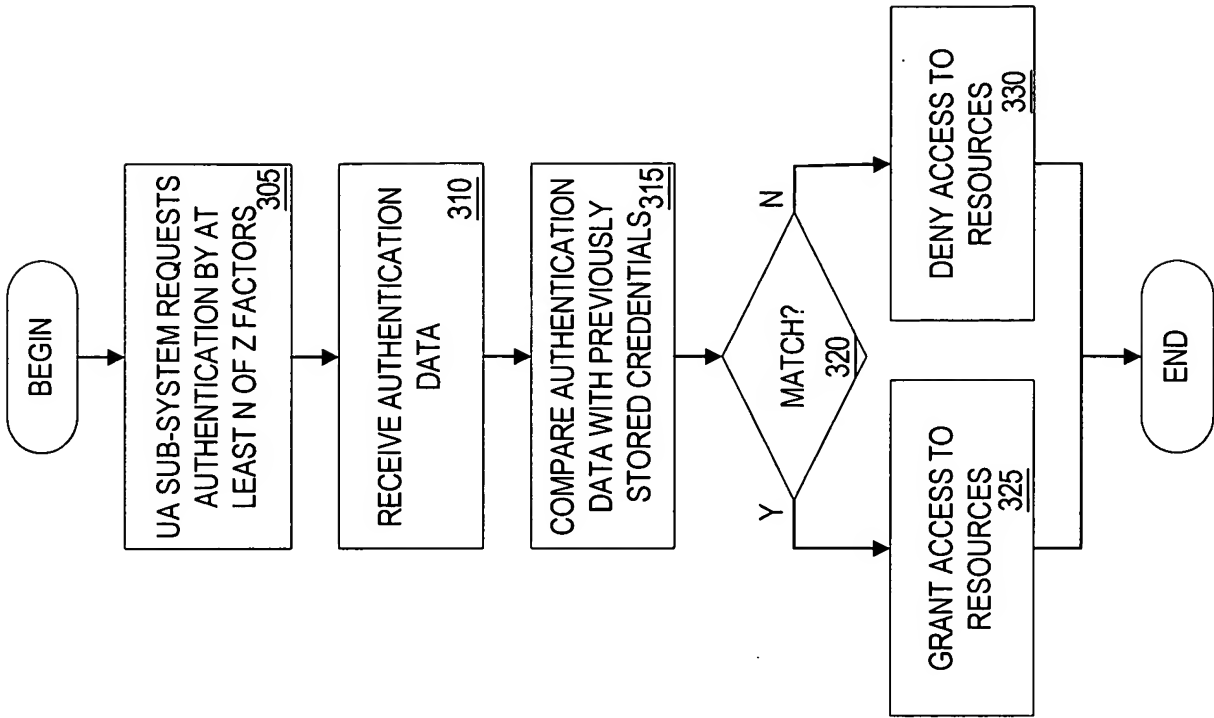 BEGIN
UA SUB-SYSTEM REQUESTS
AUTHENTICATION BY AT
LEAST N OF Z FACTORS
305
RECEIVE AUTHENTICATION
DATA
310
COMPARE AUTHENTICATION
DATA WITH PREVIOUSLY
STORED CREDENTIALS
315
MATCH?
320
Y
N
GRANT ACCESS TO
RESOURCES
325
DENY ACCESS TO
RESOURCES
330
END